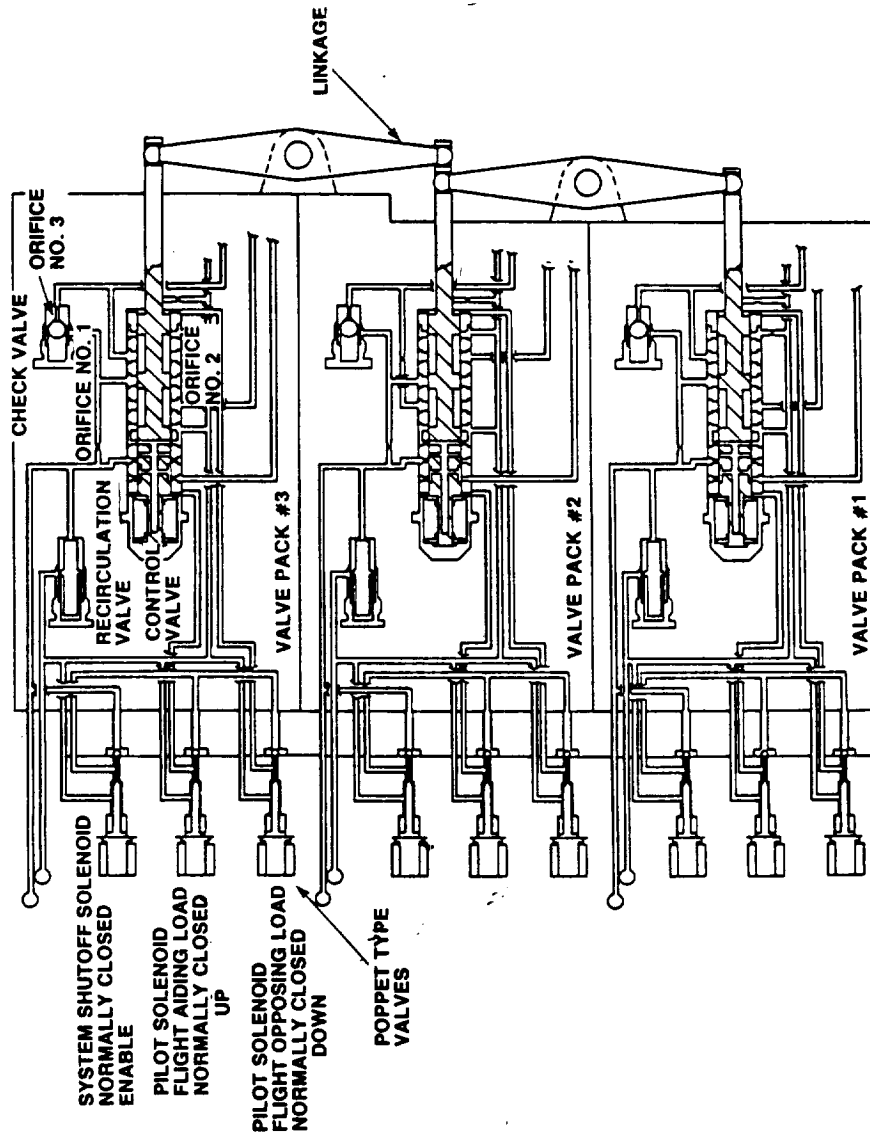 CHECK VALVE
ORIFICE
NO. 3
ORIFICE NO. 1
ORIFICE
NO. 2
3
RECIRCULATION
VALVE
CONTROL
VALVE
VALVE PACK #3
LINKAGE
SYSTEM SHUTOFF SOLENOID
NORMALLY CLOSED
ENABLE
PILOT SOLENOID
FLIGHT AIDING LOAD
NORMALLY CLOSED
UP
PILOT SOLENOID
FLIGHT OPPOSING LOAD
NORMALLY CLOSED
DOWN
POPPET TYPE
VALVES
VALVE PACK #2
VALVE PACK #1